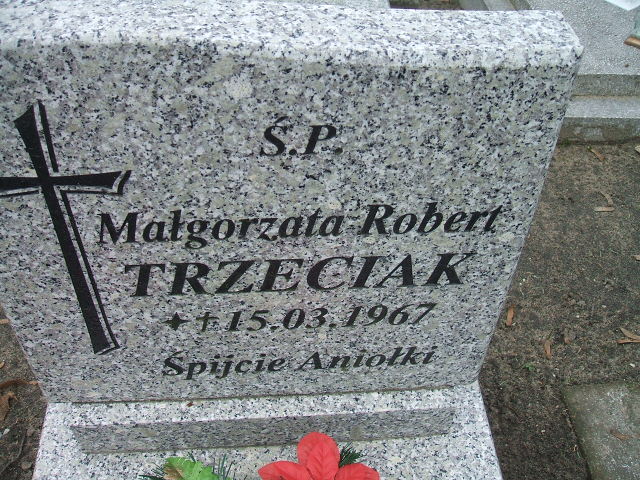 Ś.P.
Małgorzata Robert
TRZECIAK
✦ ✝ 15.03.1967
Śpijcie Aniołki